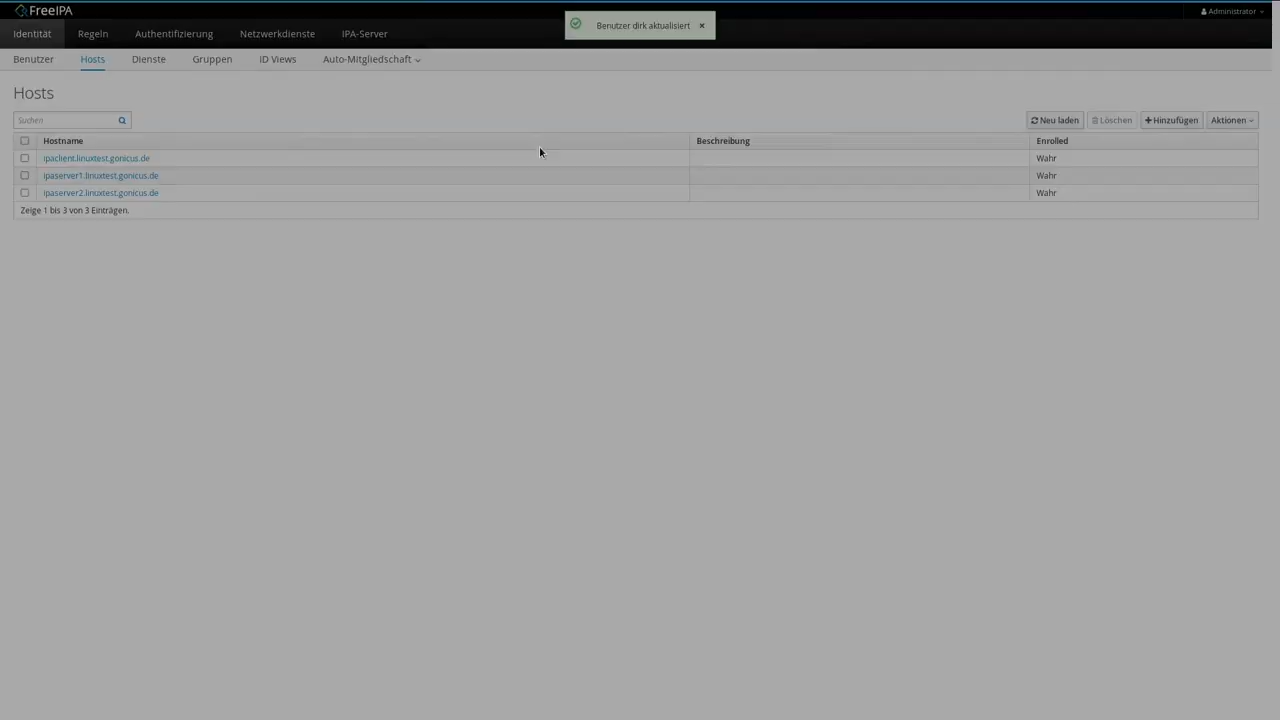 FreeIPA
Benutzer dirk aktualisiert
Administrator
Identität Regeln Authentifizierung Netzwerkdienste IPA-Server
Benutzer Hosts Dienste Gruppen ID Views Auto-Mitgliedschaft
Hosts
Suchen Neu laden Löschen +Hinzufügen Aktionen
Hostname Beschreibung Enrolled
ipaclient.linuxtest.gonicus.de Wahr
ipaserver1.linuxtest.gonicus.de Wahr
ipaserver2.linuxtest.gonicus.de Wahr
Zeige 1 bis 3 von 3 Einträgen.